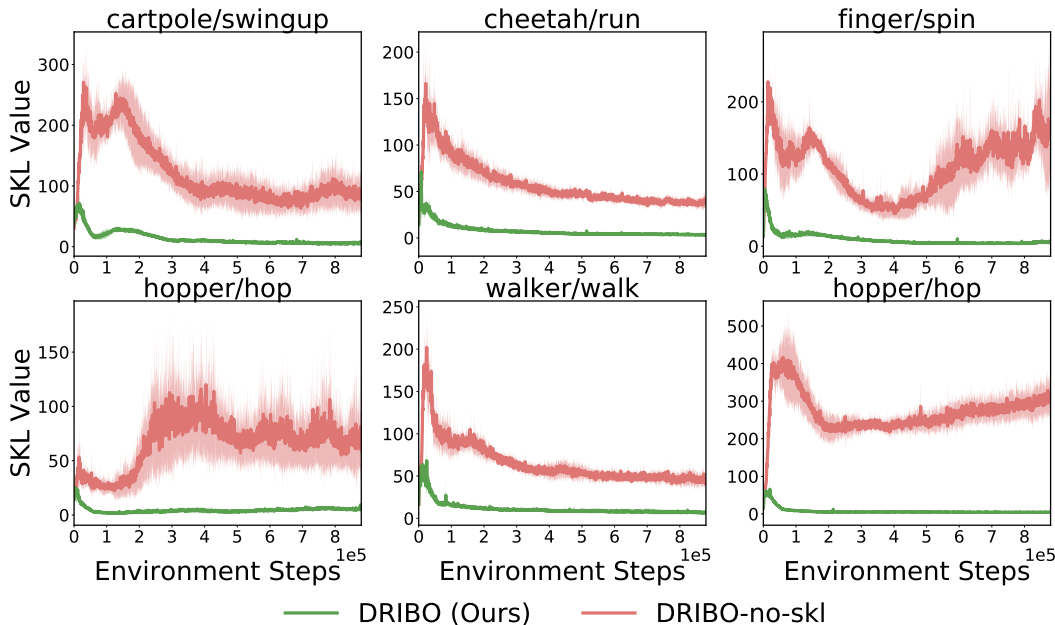 cartpole/swingup
cheetah/run
finger/spin
SKL Value
300
200
100
0
0 1 2 3 4 5 6 7 8
200
150
100
50
0
0 1 2 3 4 5 6 7 8
200
100
0
0 1 2 3 4 5 6 7 8
hopper/hop
walker/walk
hopper/hop
SKL Value
150
100
50
0
0 1 2 3 4 5 6 7 8
1e5
Environment Steps
250
200
150
100
50
0
0 1 2 3 4 5 6 7 8
1e5
Environment Steps
500
400
300
200
100
0
0 1 2 3 4 5 6 7 8
1e5
Environment Steps
DRIBO (Ours)
DRIBO-no-skl